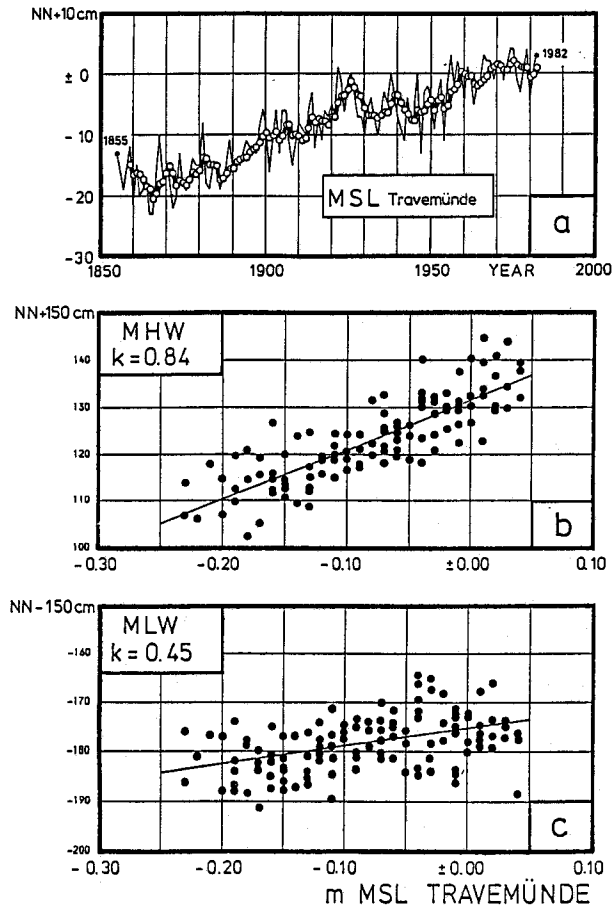 NN+10cm
± 0
-10
-20
-30
1855
1982
MSL Travemünde
a
1850
1900
1950
YEAR
2000
NN+150cm
140
130
120
110
100
MHW
k=0.84
b
-0.30
-0.20
-0.10
±0.00
0.10
NN-150cm
-160
-170
-180
-190
-200
MLW
k=0.45
c
-0.30
-0.20
-0.10
±0.00
0.10
m MSL TRAVEMÜNDE